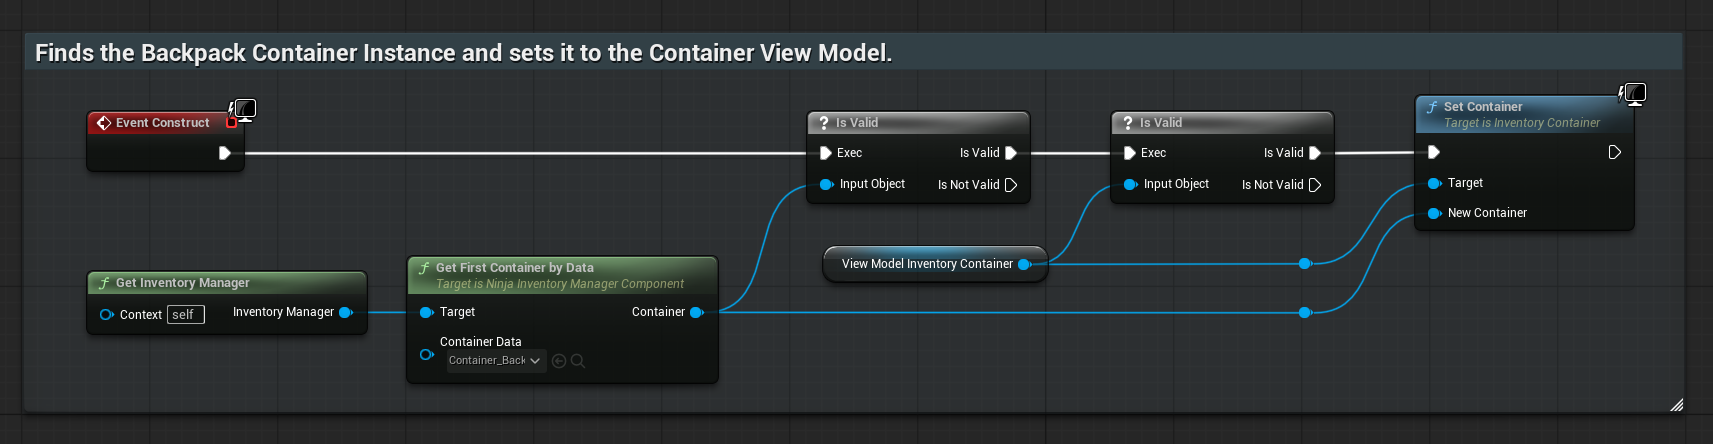 Finds the Backpack Container Instance and sets it to the Container View Model.
Event Construct
? Is Valid
Exec
Is Valid
Input Object
Is Not Valid
? Is Valid
Exec
Is Valid
Input Object
Is Not Valid
f Set Container
Target is Inventory Container
Target
New Container
View Model Inventory Container
f Get Inventory Manager
Context self
Inventory Manager
f Get First Container by Data
Target is Ninja Inventory Manager Component
Target
Container
Container Data
Container_Back